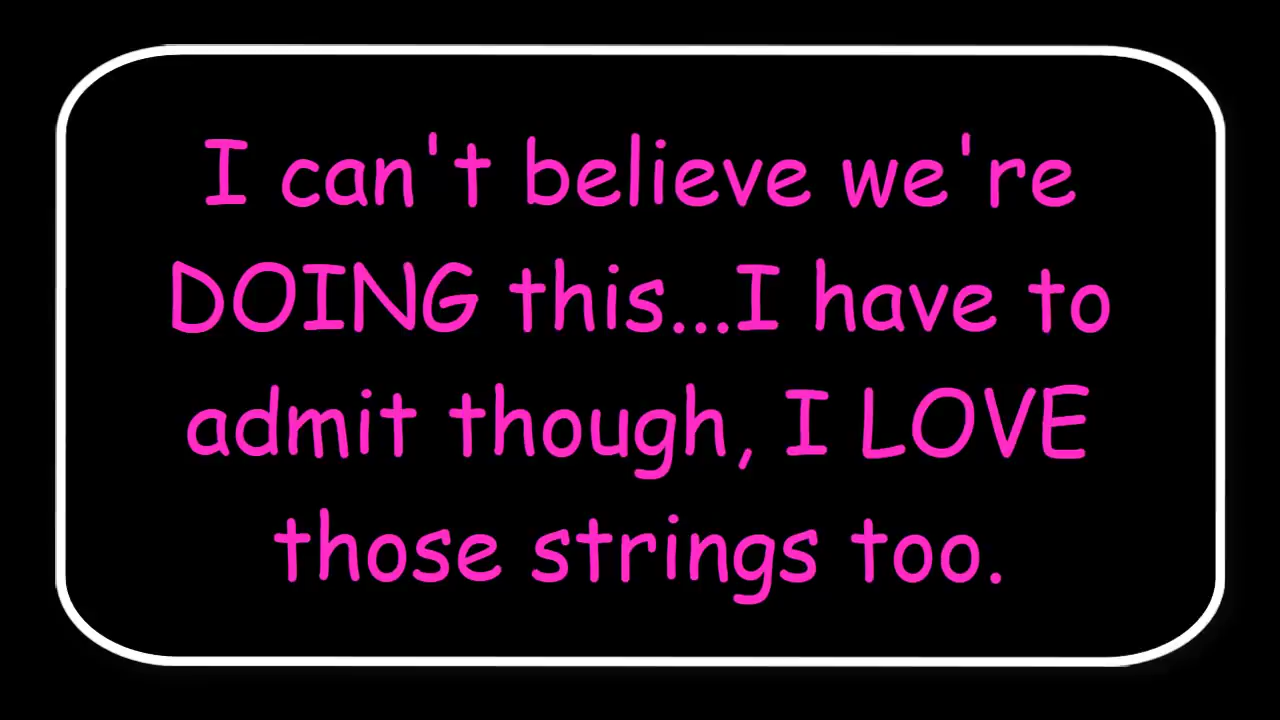 I can't believe we're
DOING this...I have to
admit though, I LOVE
those strings too.